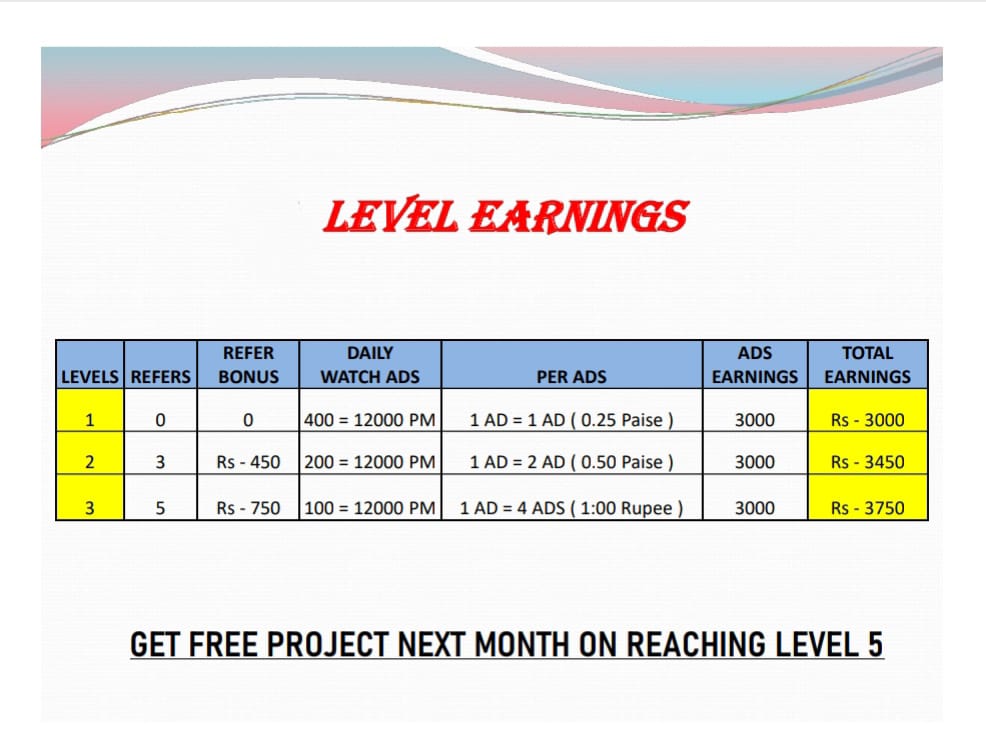 LEVEL EARNINGS
LEVELS REFERS REFER BONUS DAILY WATCH ADS PER ADS ADS EARNINGS TOTAL EARNINGS
1 0 0 400 = 12000 PM 1 AD = 1 AD ( 0.25 Paise ) 3000 Rs - 3000
2 3 Rs - 450 200 = 12000 PM 1 AD = 2 AD ( 0.50 Paise ) 3000 Rs - 3450
3 5 Rs - 750 100 = 12000 PM 1 AD = 4 ADS ( 1:00 Rupee ) 3000 Rs - 3750
GET FREE PROJECT NEXT MONTH ON REACHING LEVEL 5